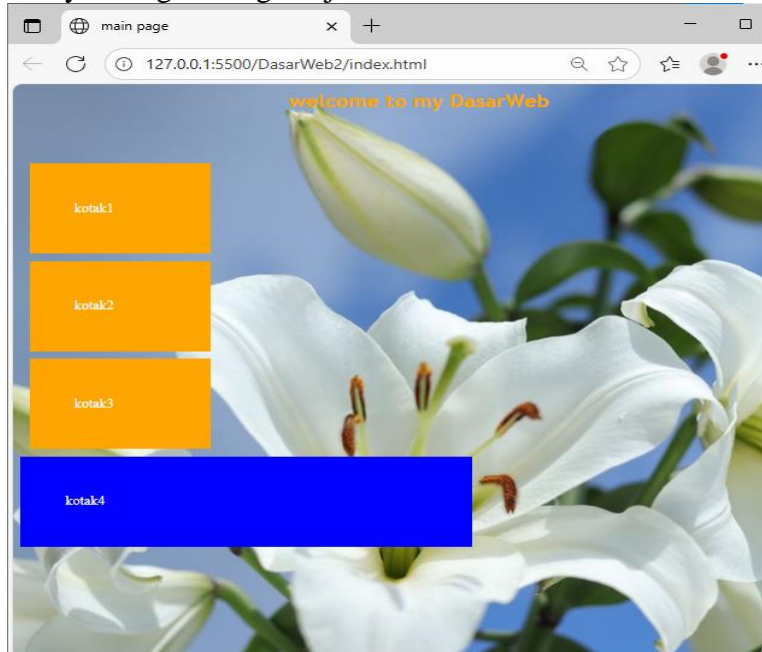 main page
127.0.0.1:5500/DasarWeb2/index.html
welcome to my DasarWeb
kotak1
kotak2
kotak3
kotak4